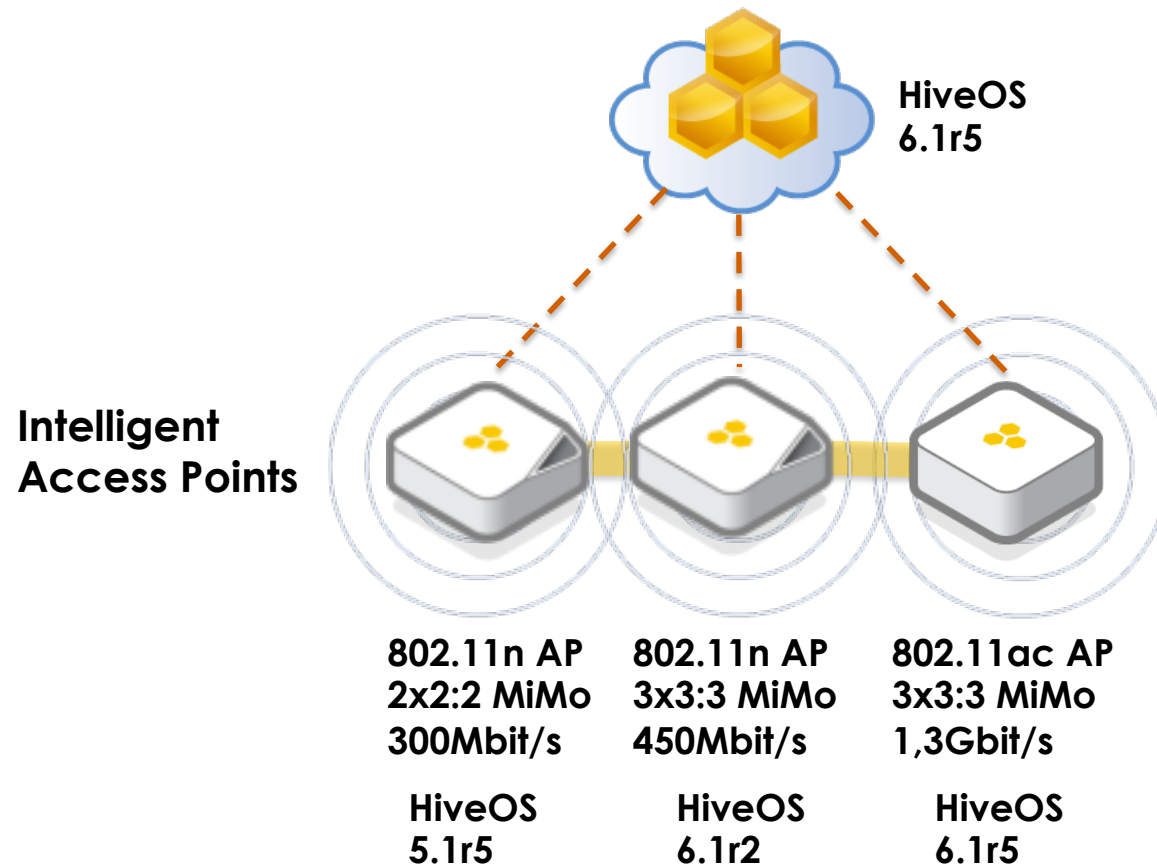 HiveOS
6.1r5
Intelligent
Access Points
802.11n AP
2x2:2 MiMo
300Mbit/s
HiveOS
5.1r5
802.11n AP
3x3:3 MiMo
450Mbit/s
HiveOS
6.1r2
802.11ac AP
3x3:3 MiMo
1,3Gbit/s
HiveOS
6.1r5